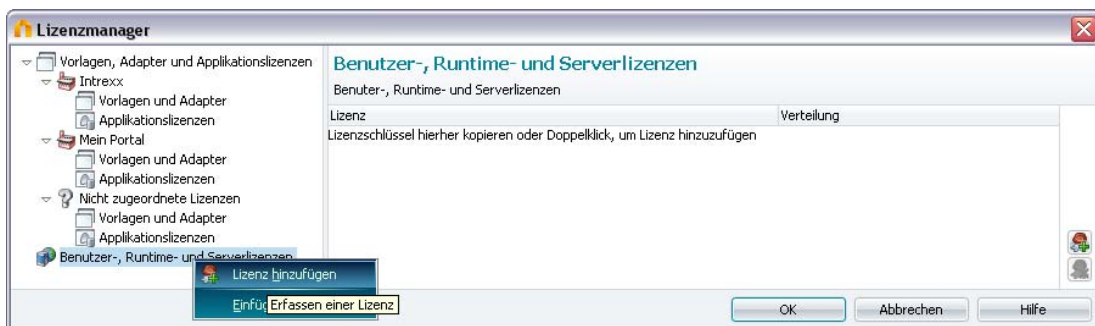 Lizenzmanager
Vorlagen, Adapter und Applikationslizenzen
Intrexx
Vorlagen und Adapter
Applikationslizenzen
Mein Portal
Vorlagen und Adapter
Applikationslizenzen
Nicht zugeordnete Lizenzen
Vorlagen und Adapter
Applikationslizenzen
Benutzer-, Runtime- und Serverlizenzen
Lizenz hinzufügen
Erfassen einer Lizenz
Benutzer-, Runtime- und Serverlizenzen
Benuter-, Runtime- und Serverlizenzen
Lizenz Verteilung
Lizenzschlüssel hierher kopieren oder Doppelklick, um Lizenz hinzuzufügen
OK Abbrechen Hilfe